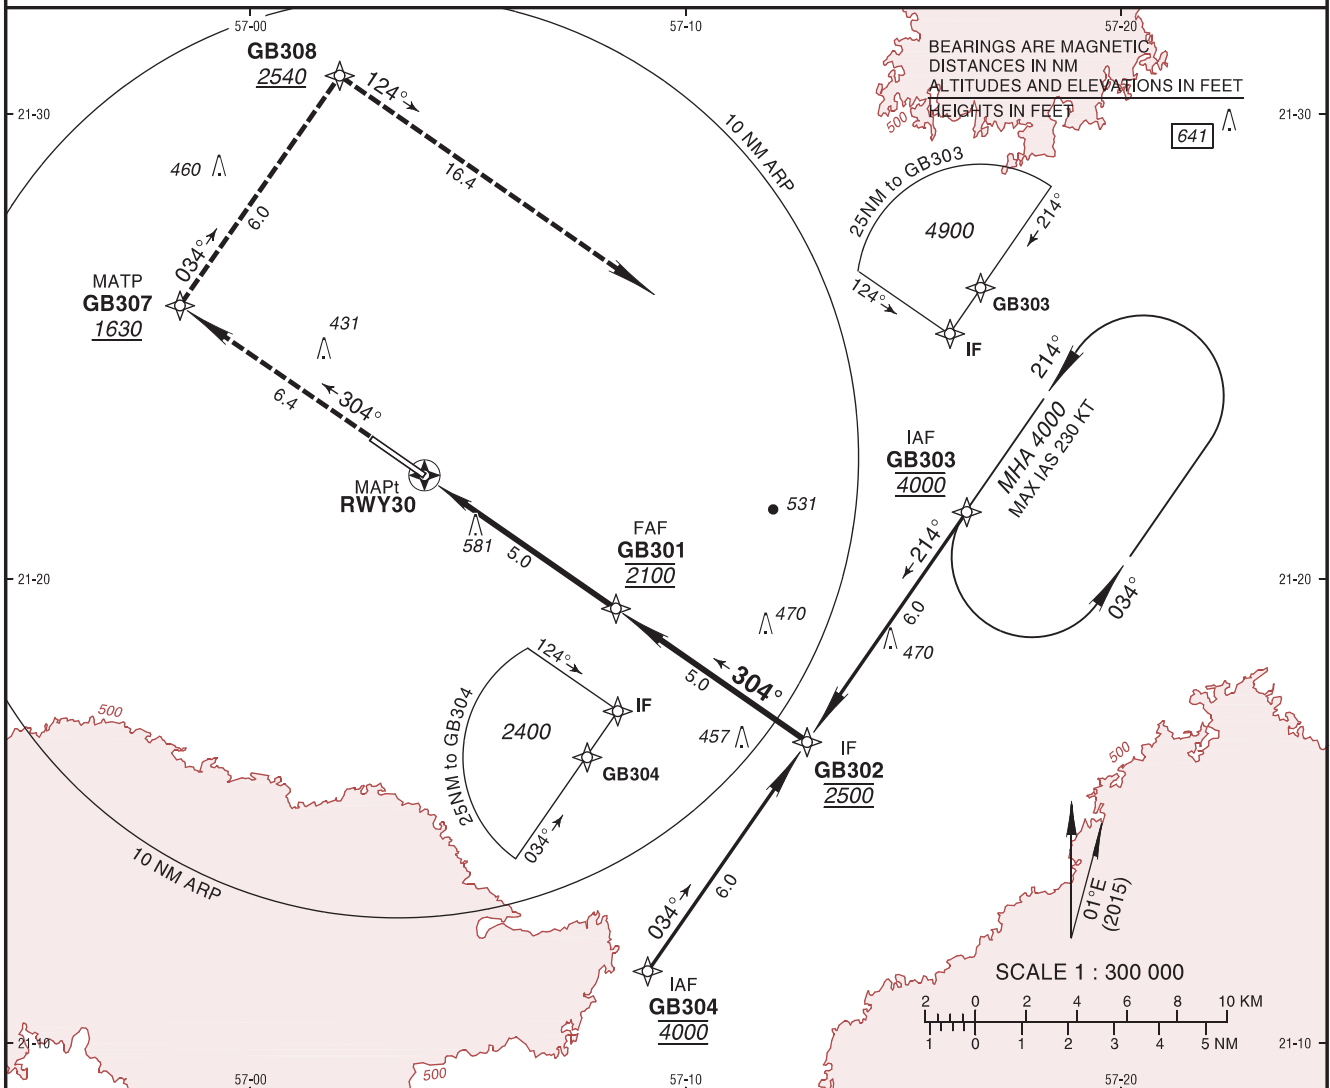 57-00
57-10
57-20
GB308
2540
124°
BEARINGS ARE MAGNETIC
DISTANCES IN NM
ALTITUDES AND ELEVATIONS IN FEET
HEIGHTS IN FEET
500
641
21-30
21-30
10 NM ARP
460
16.4
6.0
034°
25NM to GB303
4900
214°
124°
GB303
IF
MATP
GB307
1630
431
6.4
304°
214°
MHA 4000
MAX IAS 230 KT
IAF
GB303
4000
MAPt
RWY30
531
581
5.0
FAF
GB301
2100
214°
6.0
034°
21-20
21-20
470
470
124°
IF
5.0
304°
25NM to GB304
2400
GB304
034°
457
IF
GB302
2500
500
500
10 NM ARP
034°
6.0
01°E
(2015)
IAF
GB304
4000
SCALE 1 : 300 000
2 0 2 4 6 8 10 KM
1 0 1 2 3 4 5 NM
21-10
21-10
500
57-00
57-10
57-20